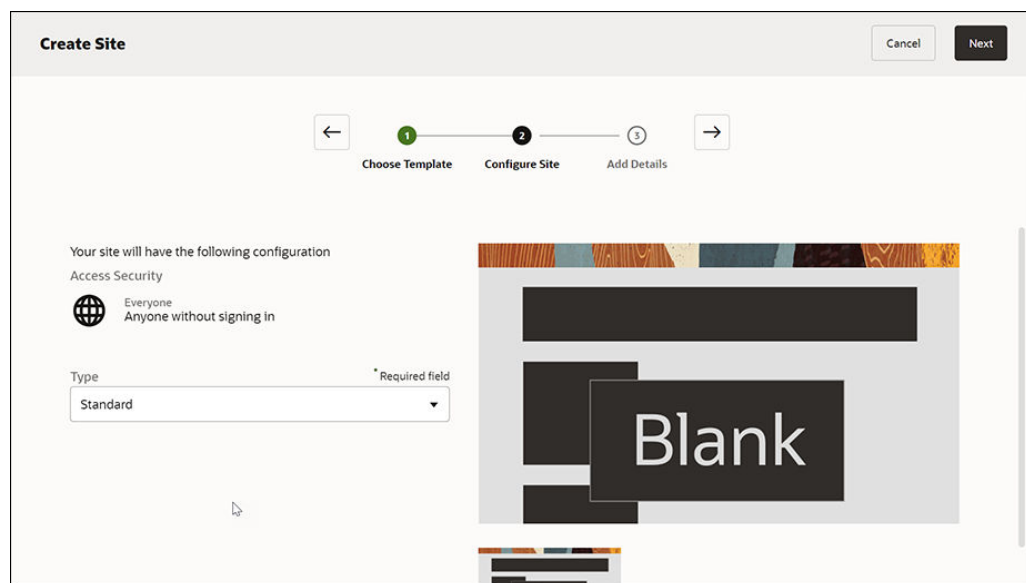 Create Site
Cancel
Next
1
2
3
Choose Template
Configure Site
Add Details
Your site will have the following configuration
Access Security
Everyone
Anyone without signing in
Type
* Required field
Standard
Blank